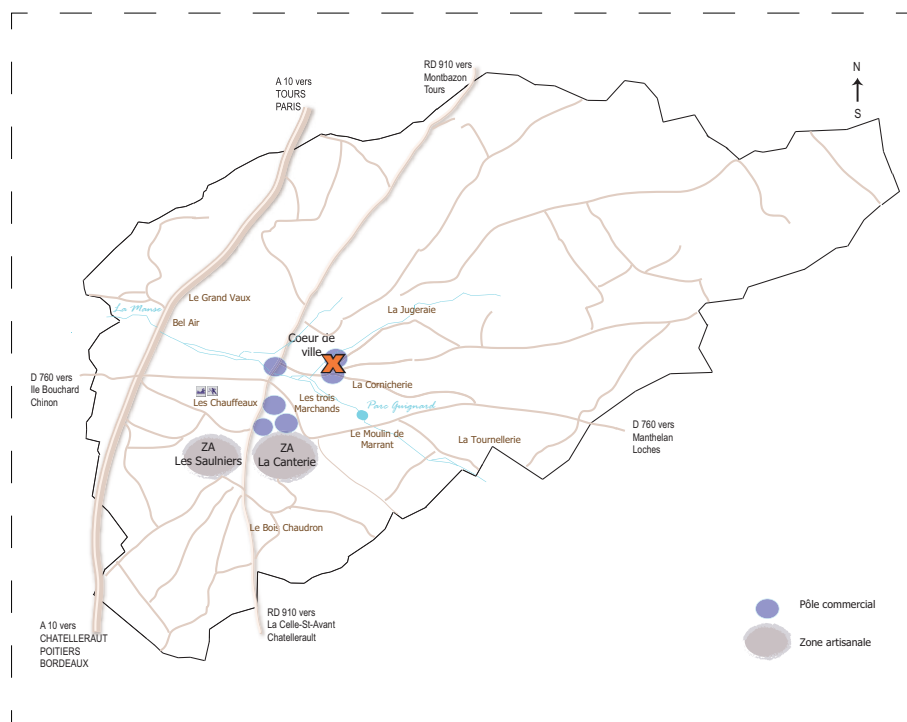 A 10 vers
TOURS
PARIS
RD 910 vers
Montbazon
Tours
N
S
Le Grand Vaux
La Manse
Bel Air
La Jugeraie
Coeur de
ville
X
D 760 vers
Ile Bouchard
Chinon
La Cornicherie
Les Chauffeaux
Les trois
Marchands
Parc Guignard
Le Moulin de
Marrant
La Tournellerie
D 760 vers
Manthelan
Loches
ZA
Les Saulniers
ZA
La Canterie
Le Bois Chaudron
A 10 vers
CHATELLERAUT
POITIERS
BORDEAUX
RD 910 vers
La Celle-St-Avant
Chatellerault
Pôle commercial
Zone artisanale